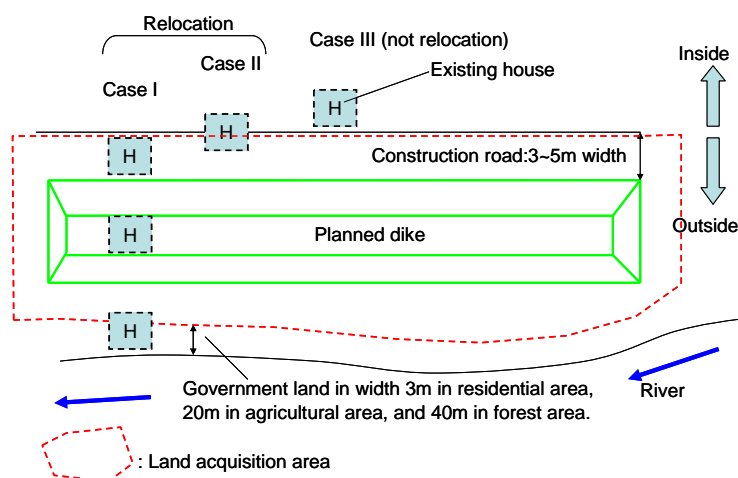 Relocation
Case III (not relocation)
Inside
Case II
Existing house
Case I
H
H
H
Construction road:3~5m width
Outside
H
Planned dike
H
Government land in width 3m in residential area,
20m in agricultural area, and 40m in forest area.
River
: Land acquisition area